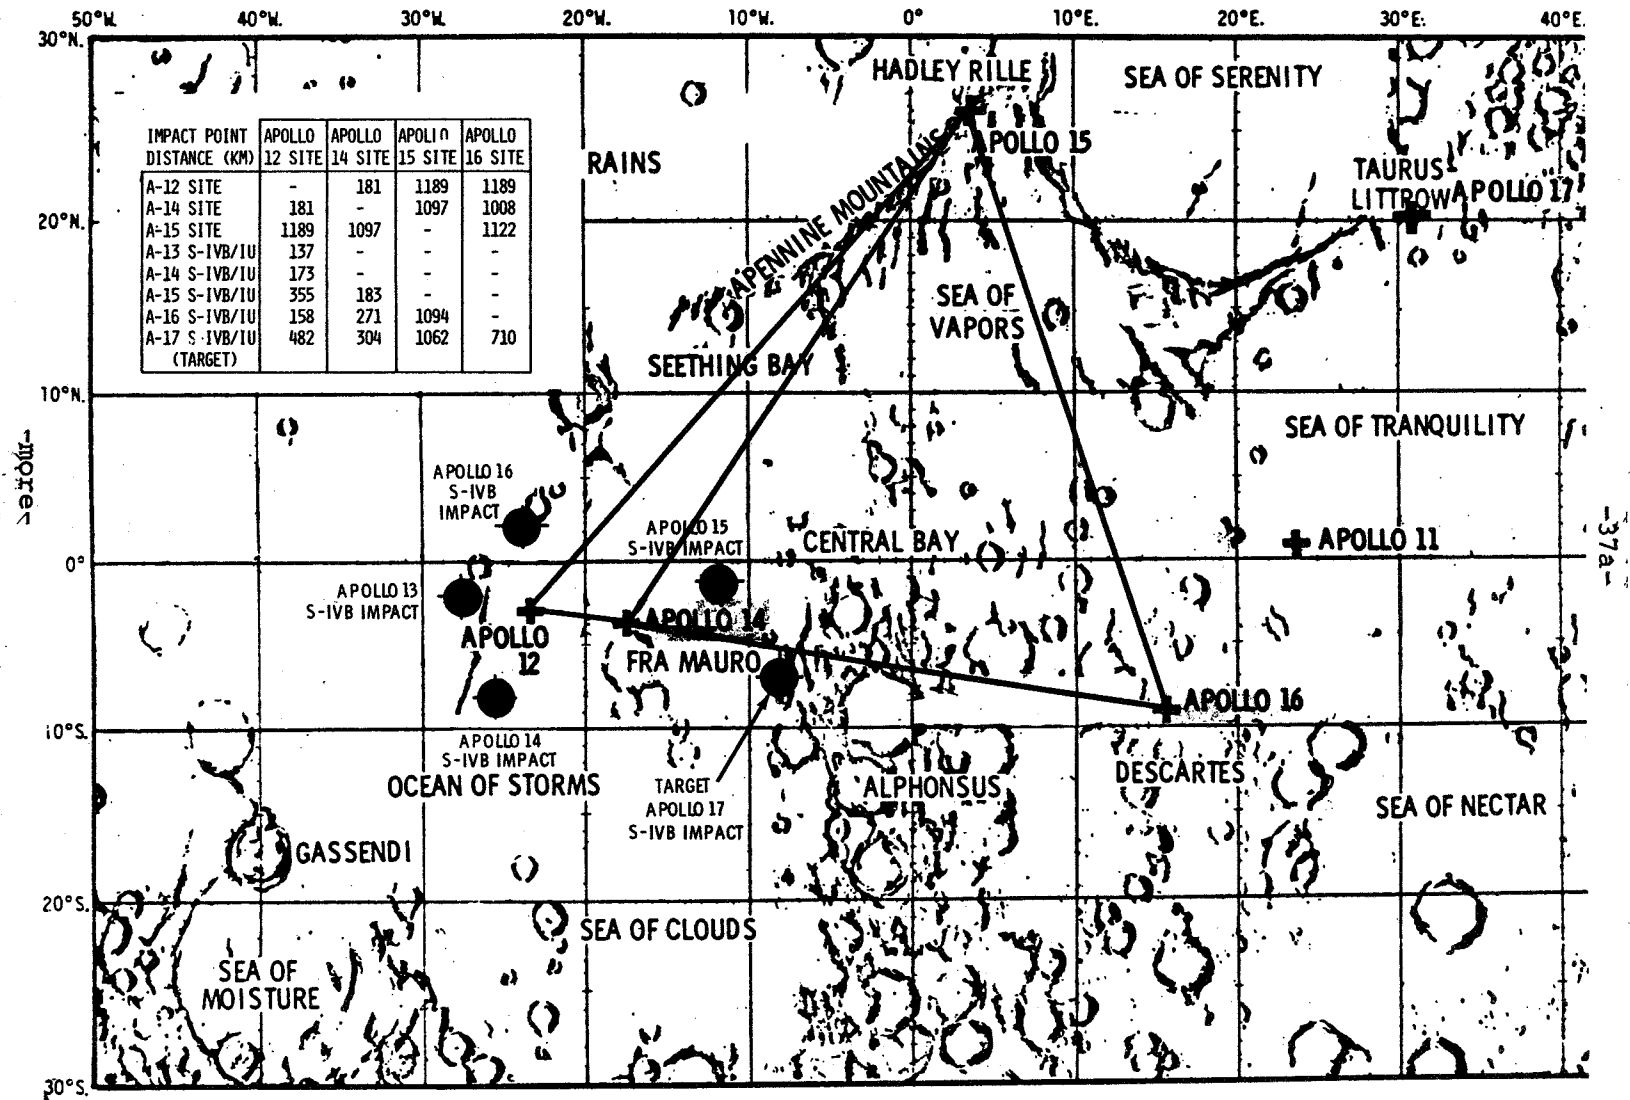 50°W. 40°W. 30°W. 20°W. 10°W. 0° 10°E. 20°E. 30°E. 40°E.
30°N.
HADLEY RILLE
SEA OF SERENITY
IMPACT POINT DISTANCE (KM) APOLLO 12 SITE APOLLO 14 SITE APOLLO 15 SITE APOLLO 16 SITE
A-12 SITE - 181 1189 1189
A-14 SITE 181 - 1097 1008
A-15 SITE 1189 1097 - 1122
A-13 S-IVB/IU 137 - - -
A-14 S-IVB/IU 173 - - -
A-15 S-IVB/IU 355 183 - -
A-16 S-IVB/IU 158 271 1094 -
A-17 S-IVB/IU 482 304 1062 710
(TARGET)
RAINS
APOLLO 15
APENNINE MOUNTAINS
TAURUS
LITTROW
APOLLO 17
20°N.
SEA OF
VAPORS
SEETHING BAY
10°N.
SEA OF TRANQUILITY
-more-
APOLLO 16
S-IVB
IMPACT
APOLLO 15
S-IVB IMPACT
CENTRAL BAY
APOLLO 11
-37a-
0°
APOLLO 13
S-IVB IMPACT
APOLLO
12
APOLLO 14
FRA MAURO
APOLLO 16
10°S.
APOLLO 14
S-IVB IMPACT
OCEAN OF STORMS
TARGET
APOLLO 17
S-IVB IMPACT
ALPHONSUS
DESCARTES
SEA OF NECTAR
GASSENDI
20°S.
SEA OF CLOUDS
SEA OF
MOISTURE
30°S.